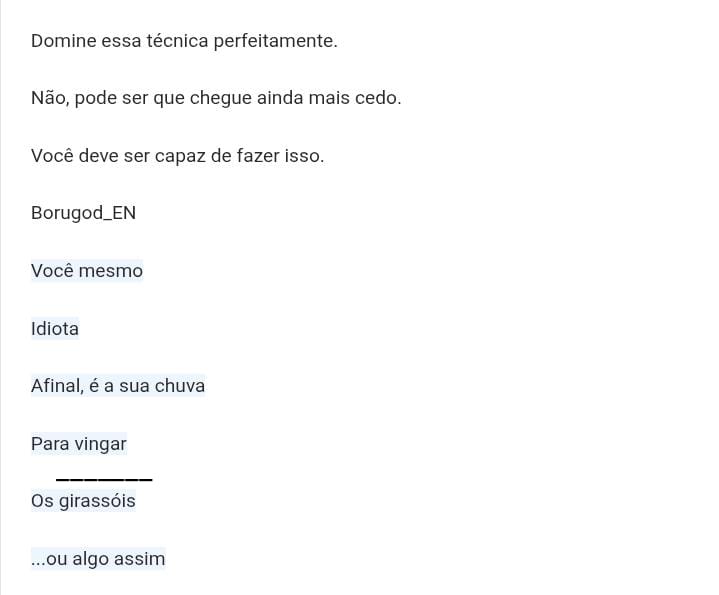 Domine essa técnica perfeitamente.
Não, pode ser que chegue ainda mais cedo.
Você deve ser capaz de fazer isso.
Borugod_EN
Você mesmo
Idiota
Afinal, é a sua chuva
Para vingar
Os girassóis
...ou algo assim